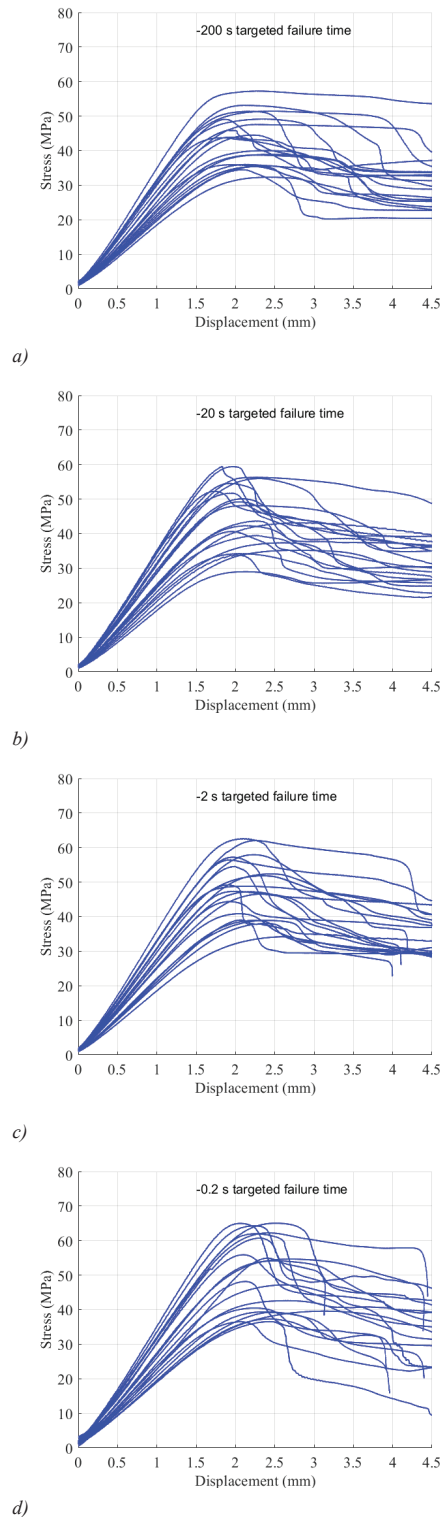 80
-200 s targeted failure time
70
60
50
Stress (MPa)
40
30
20
10
0
0 0.5 1 1.5 2 2.5 3 3.5 4 4.5
Displacement (mm)
a)
80
-20 s targeted failure time
70
60
50
Stress (MPa)
40
30
20
10
0
0 0.5 1 1.5 2 2.5 3 3.5 4 4.5
Displacement (mm)
b)
80
-2 s targeted failure time
70
60
50
Stress (MPa)
40
30
20
10
0
0 0.5 1 1.5 2 2.5 3 3.5 4 4.5
Displacement (mm)
c)
80
-0.2 s targeted failure time
70
60
50
Stress (MPa)
40
30
20
10
0
0 0.5 1 1.5 2 2.5 3 3.5 4 4.5
Displacement (mm)
d)